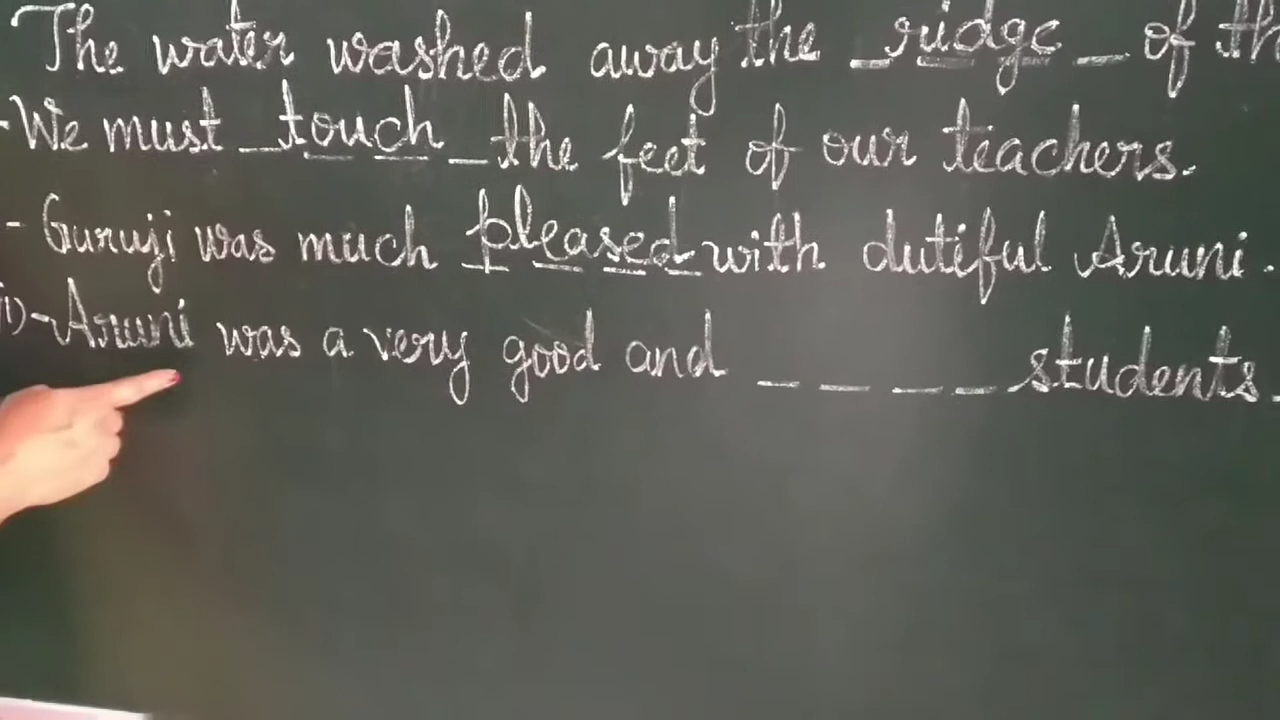 The water washed away the _ridge_ of th
-We must _touch_ the feet of our teachers.
- Guruji was much pleased with dutiful Aruni.
-Aruni was a very good and _ _ _ _ students.